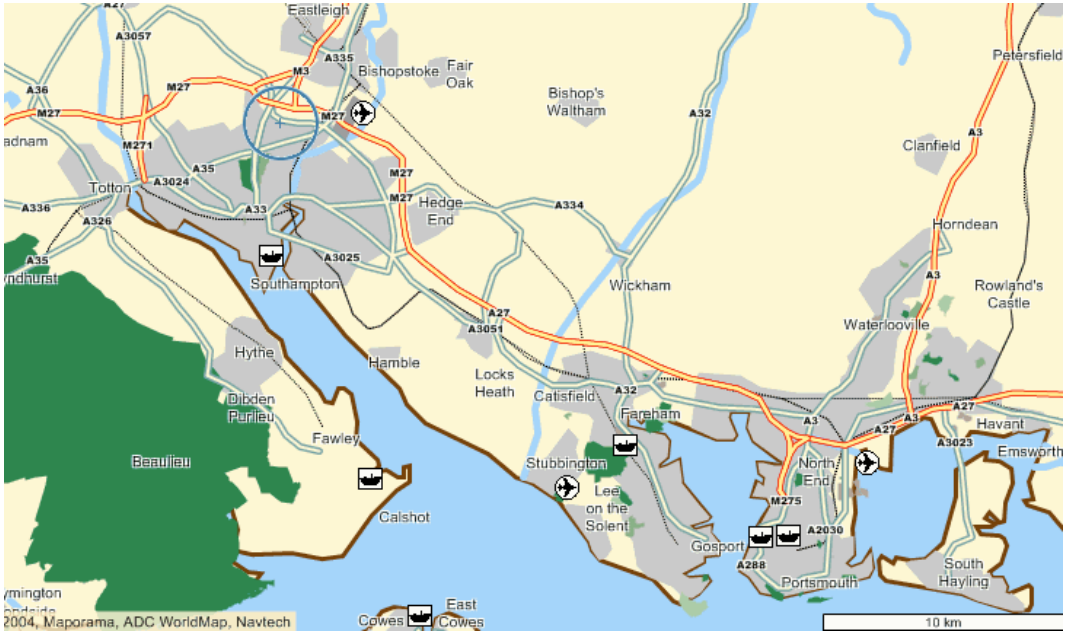 A27
Eastleigh
A3057
A335
M3
Bishopstoke
Fair
Oak
Petersfield
M27
A36
Bishop's
Waltham
M27
M27
A32
A3
adnam
M271
Clanfield
A35
M27
Totton
A3024
M27
A336
A326
A33
Hedge
End
A334
Horndean
A35
A3025
ndhurst
Southampton
Wickham
A3
Rowland's
Castle
A27
A3051
Waterlooville
Hythe
Hamble
Locks
Heath
A32
Catisfield
Dibden
Purlieu
Fareham
A3
A3
A27
A27
Havant
Fawley
A3023
Emsworth
Beaulieu
Stubbington
North
End
Lee
on the
Solent
M275
Calshot
A2030
Gosport
A288
South
Hayling
Portsmouth
ymington
East
Cowes
Cowes
2004, Maporama, ADC WorldMap, Navtech
10 km